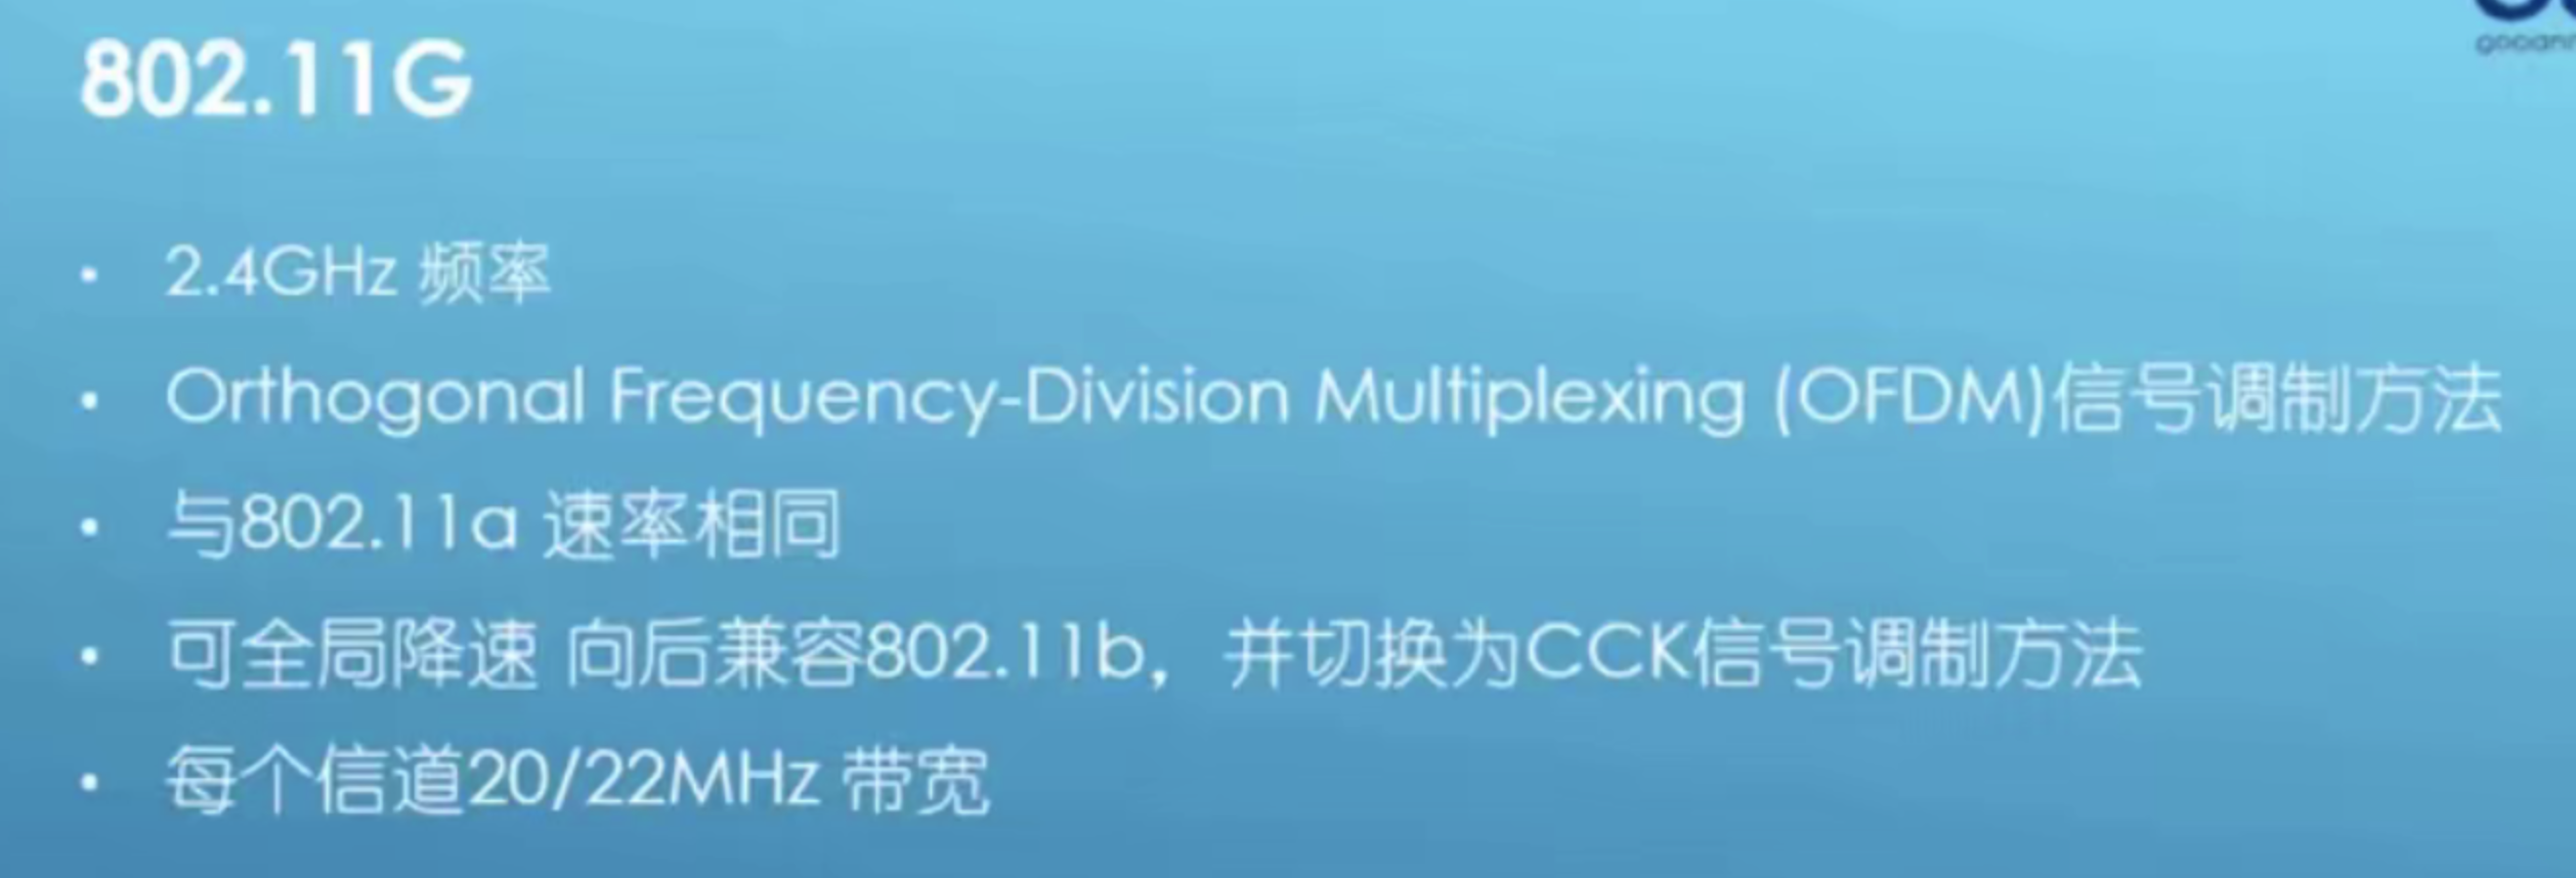 802.11G
• 2.4GHz 频率
• Orthogonal Frequency-Division Multiplexing (OFDM)信号调制方法
• 与802.11a 速率相同
• 可全局降速 向后兼容802.11b，并切换为CCK信号调制方法
• 每个信道20/22MHz 带宽